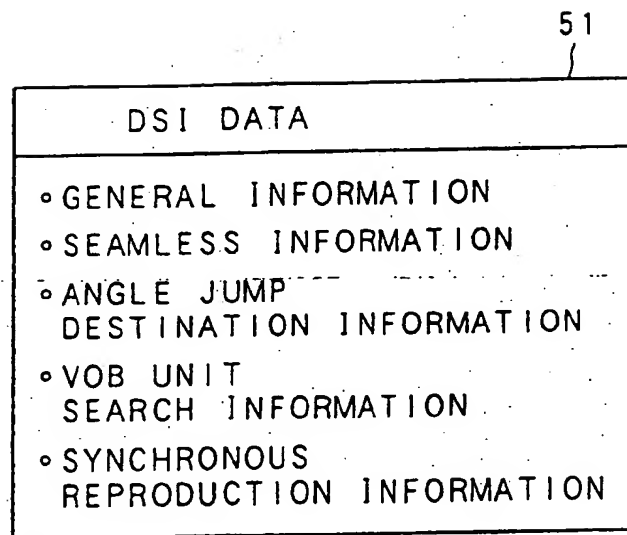 51
DSI DATA
∘GENERAL INFORMATION
∘SEAMLESS INFORMATION
∘ANGLE JUMP
DESTINATION INFORMATION
∘VOB UNIT
SEARCH INFORMATION
∘SYNCHRONOUS
REPRODUCTION INFORMATION